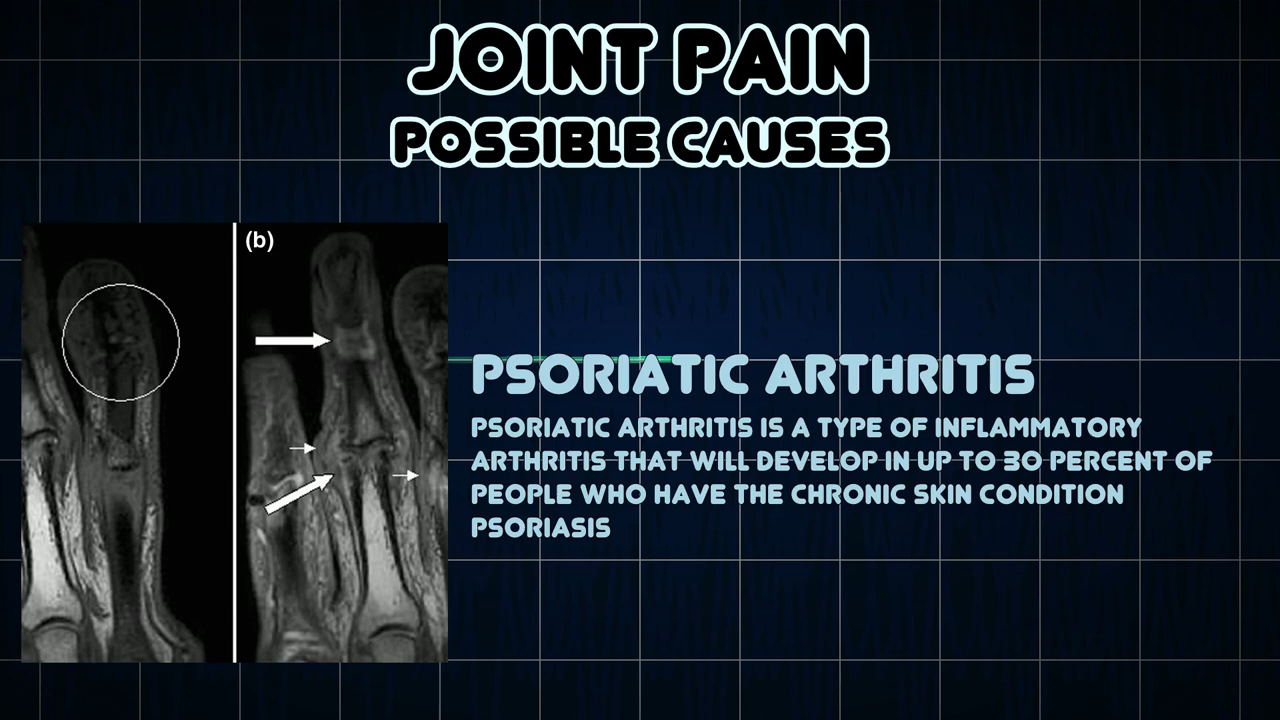 JOINT PAIN
POSSIBLE CAUSES
(b)
PSORIATIC ARTHRITIS
PSORIATIC ARTHRITIS IS A TYPE OF INFLAMMATORY
ARTHRITIS THAT WILL DEVELOP IN UP TO 30 PERCENT OF
PEOPLE WHO HAVE THE CHRONIC SKIN CONDITION
PSORIASIS